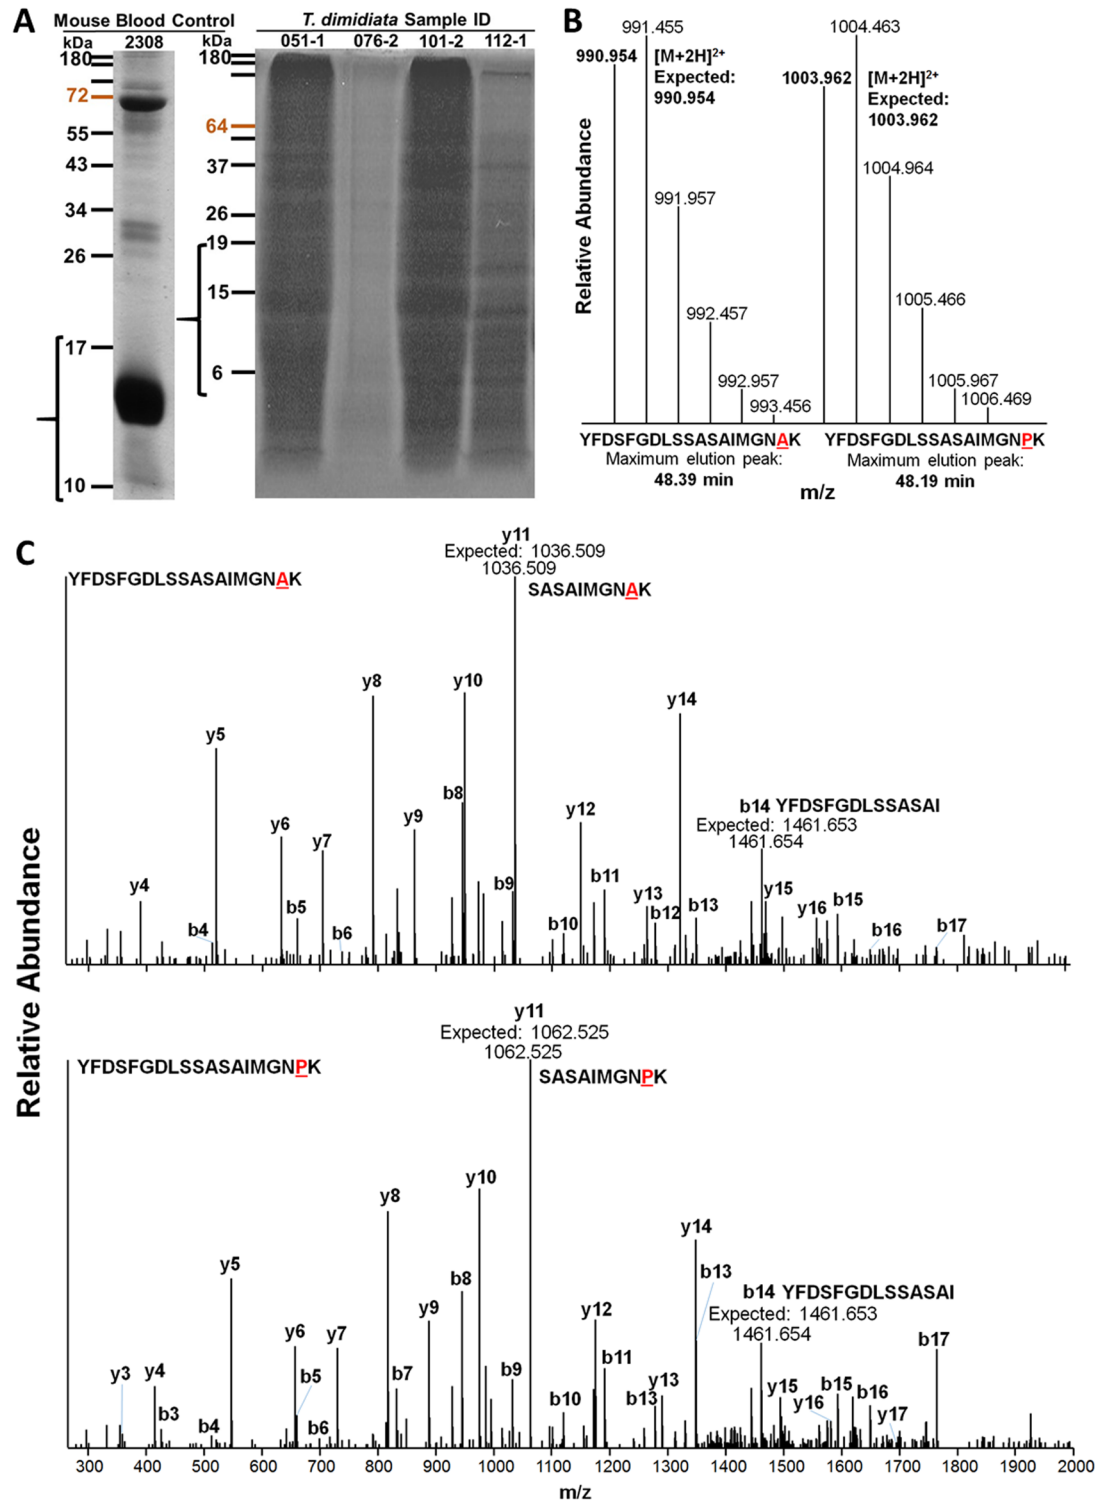 A
Mouse Blood Control
kDa
2308
180
72
55
43
34
26
17
10
T. dimidiata Sample ID
kDa
051-1 076-2 101-2 112-1
180
64
37
26
19
15
6
B
Relative Abundance
990.954
991.455
[M+2H]2+
Expected:
990.954
991.957
992.457
992.957
993.456
YFDSFGDLSSASAIMGNAK
Maximum elution peak:
48.39 min
1003.962
1004.463
[M+2H]2+
Expected:
1003.962
1004.964
1005.466
1005.967
1006.469
YFDSFGDLSSASAIMGNPK
Maximum elution peak:
48.19 min
m/z
C
Relative Abundance
YFDSFGDLSSASAIMGNAK
y11
Expected: 1036.509
1036.509
SASAIMGNAK
y4
b4
y5
y6
b5
y7
b6
y8
y9
b8
y10
b9
b10
y12
b11
y13
b12
y14
b13
b14 YFDSFGDLSSASAI
Expected: 1461.653
1461.654
y15
y16
b15
b16
b17
YFDSFGDLSSASAIMGNPK
y11
Expected: 1062.525
1062.525
SASAIMGNPK
y3
y4
b3
b4
y5
y6
b5
b6
y7
y8
b7
y9
b8
y10
b9
b10
y12
b11
b13
y13
y14
b13
b14 YFDSFGDLSSASAI
Expected: 1461.653
1461.654
y15
y16
b15
b16
y17
b17
300 400 500 600 700 800 900 1000 1100 1200 1300 1400 1500 1600 1700 1800 1900 2000
m/z